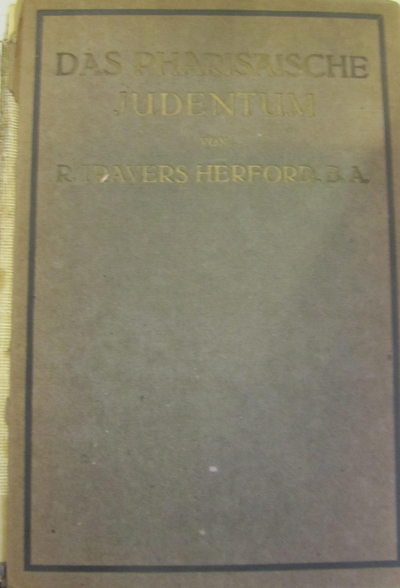 DAS PHARISÄISCHE
JUDENTUM
VON
R. TRAVERS HERFORD, B. A.